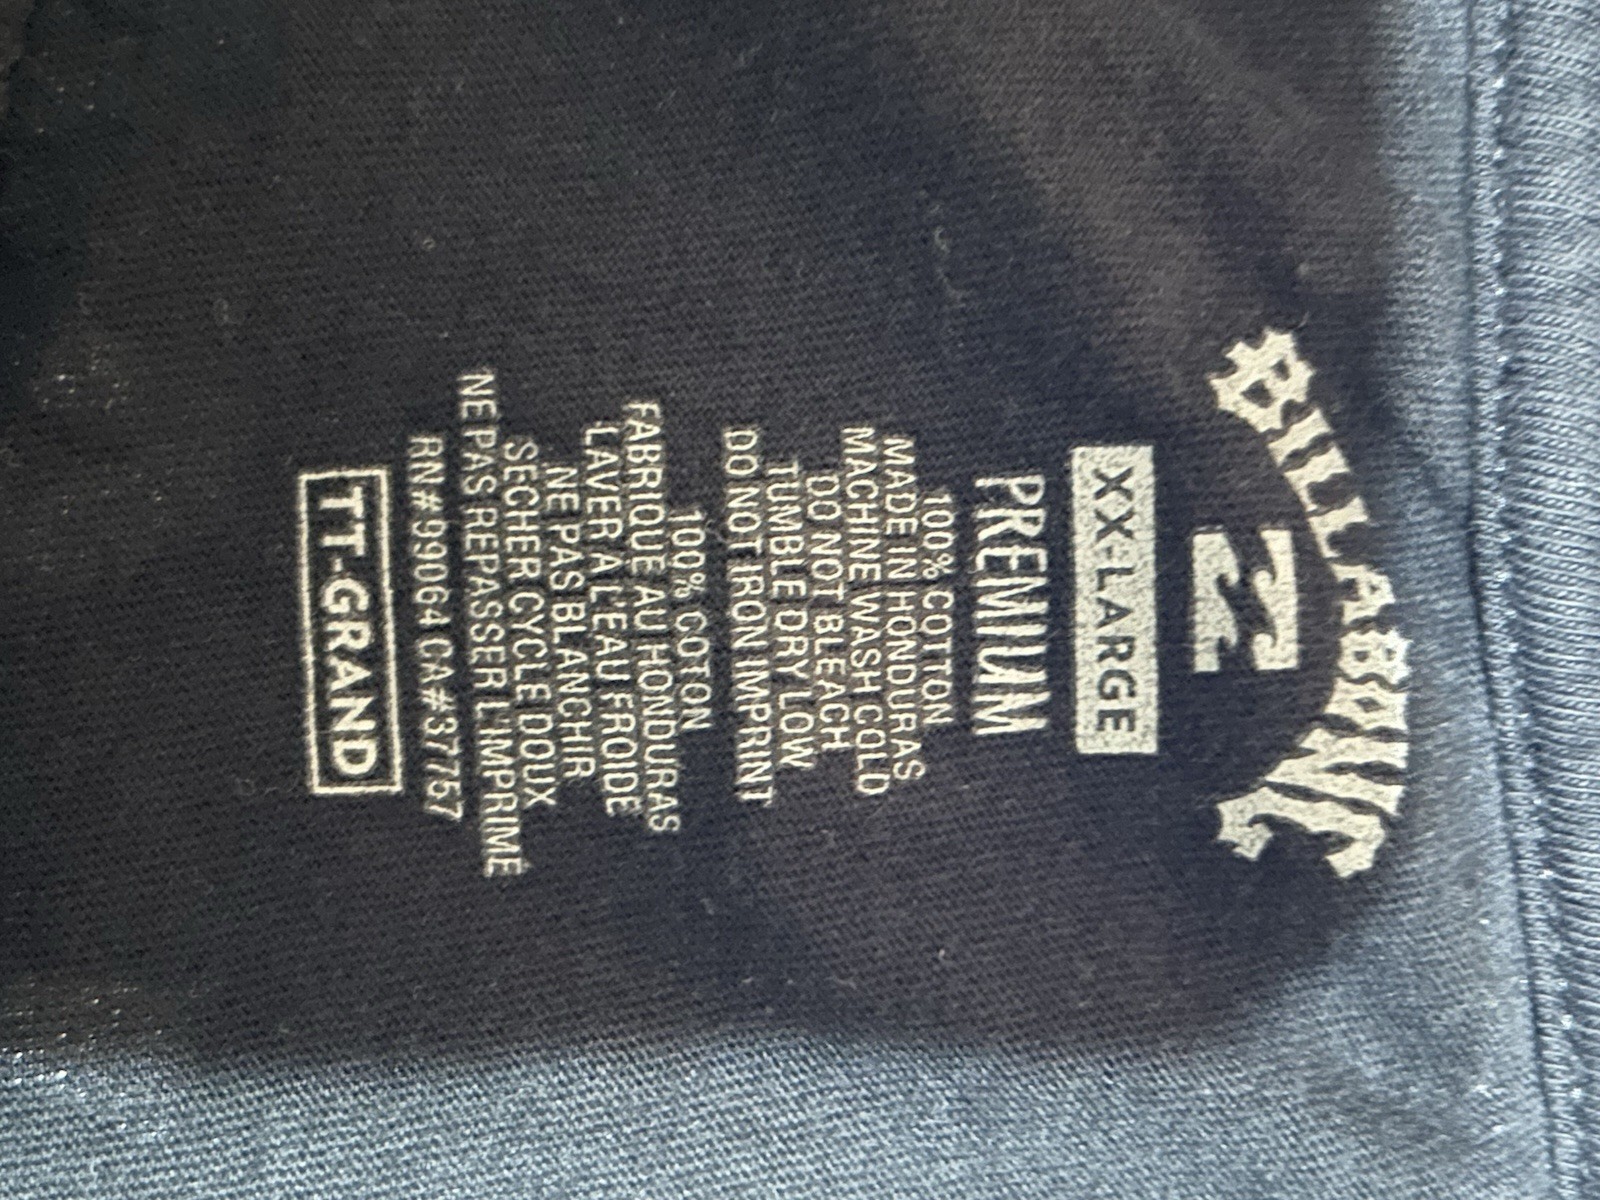 BILLABONG
XX-LARGE
PREMIUM
100% COTTON
MADE IN HONDURAS
MACHINE WASH COLD
DO NOT BLEACH
TUMBLE DRY LOW
DO NOT IRON IMPRINT
100% COTON
FABRIQUE AU HONDURAS
LAVER A L'EAU FROIDE
NE PAS BLANCHIR
SECHER CYCLE DOUX
NE PAS REPASSER L'IMPRIMÉ
RN#99064 CA#37757
TT-GRAND